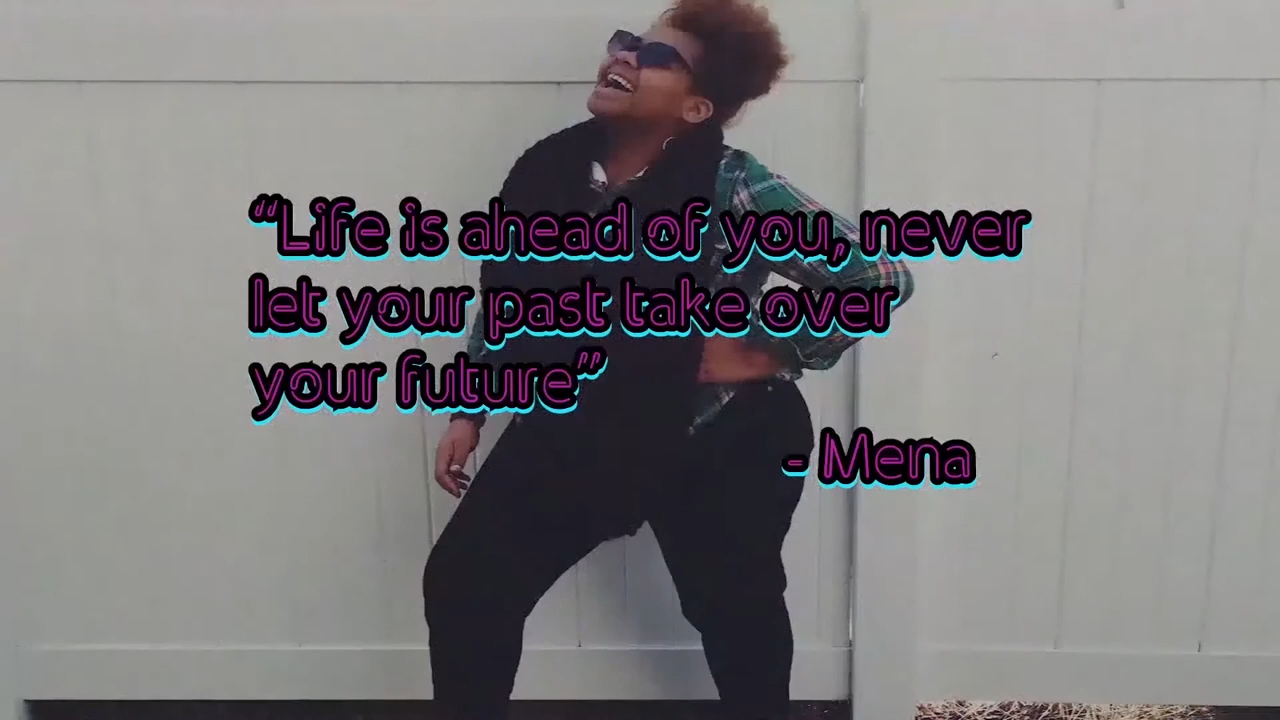 “Life is ahead of you, never
let your past take over
your future”
- Mena